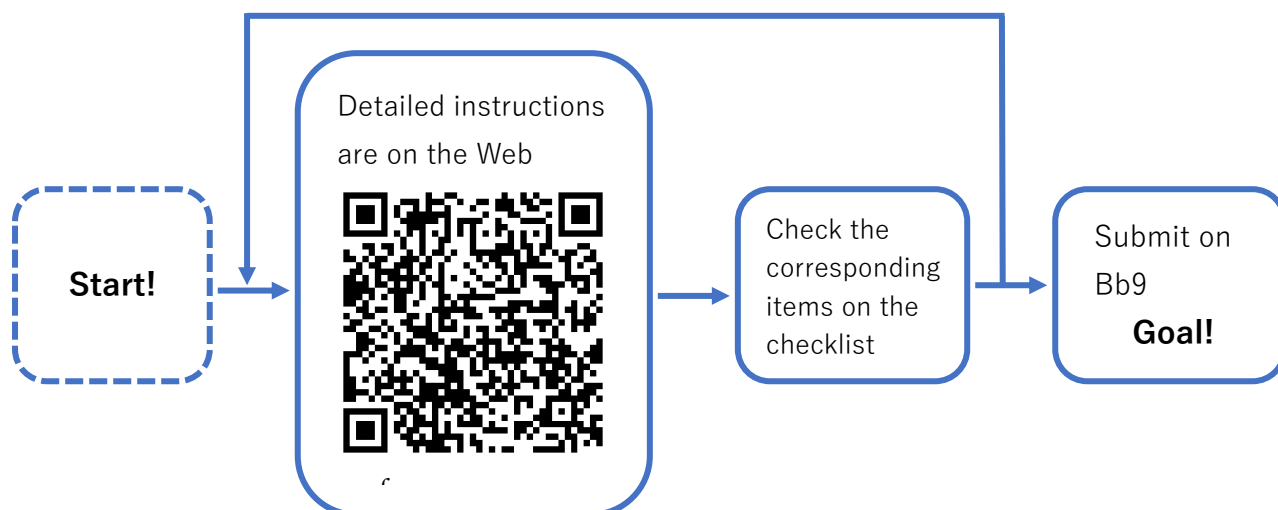 Detailed instructions
are on the Web
Start!
Check the
corresponding
items on the
checklist
Submit on
Bb9
Goal!